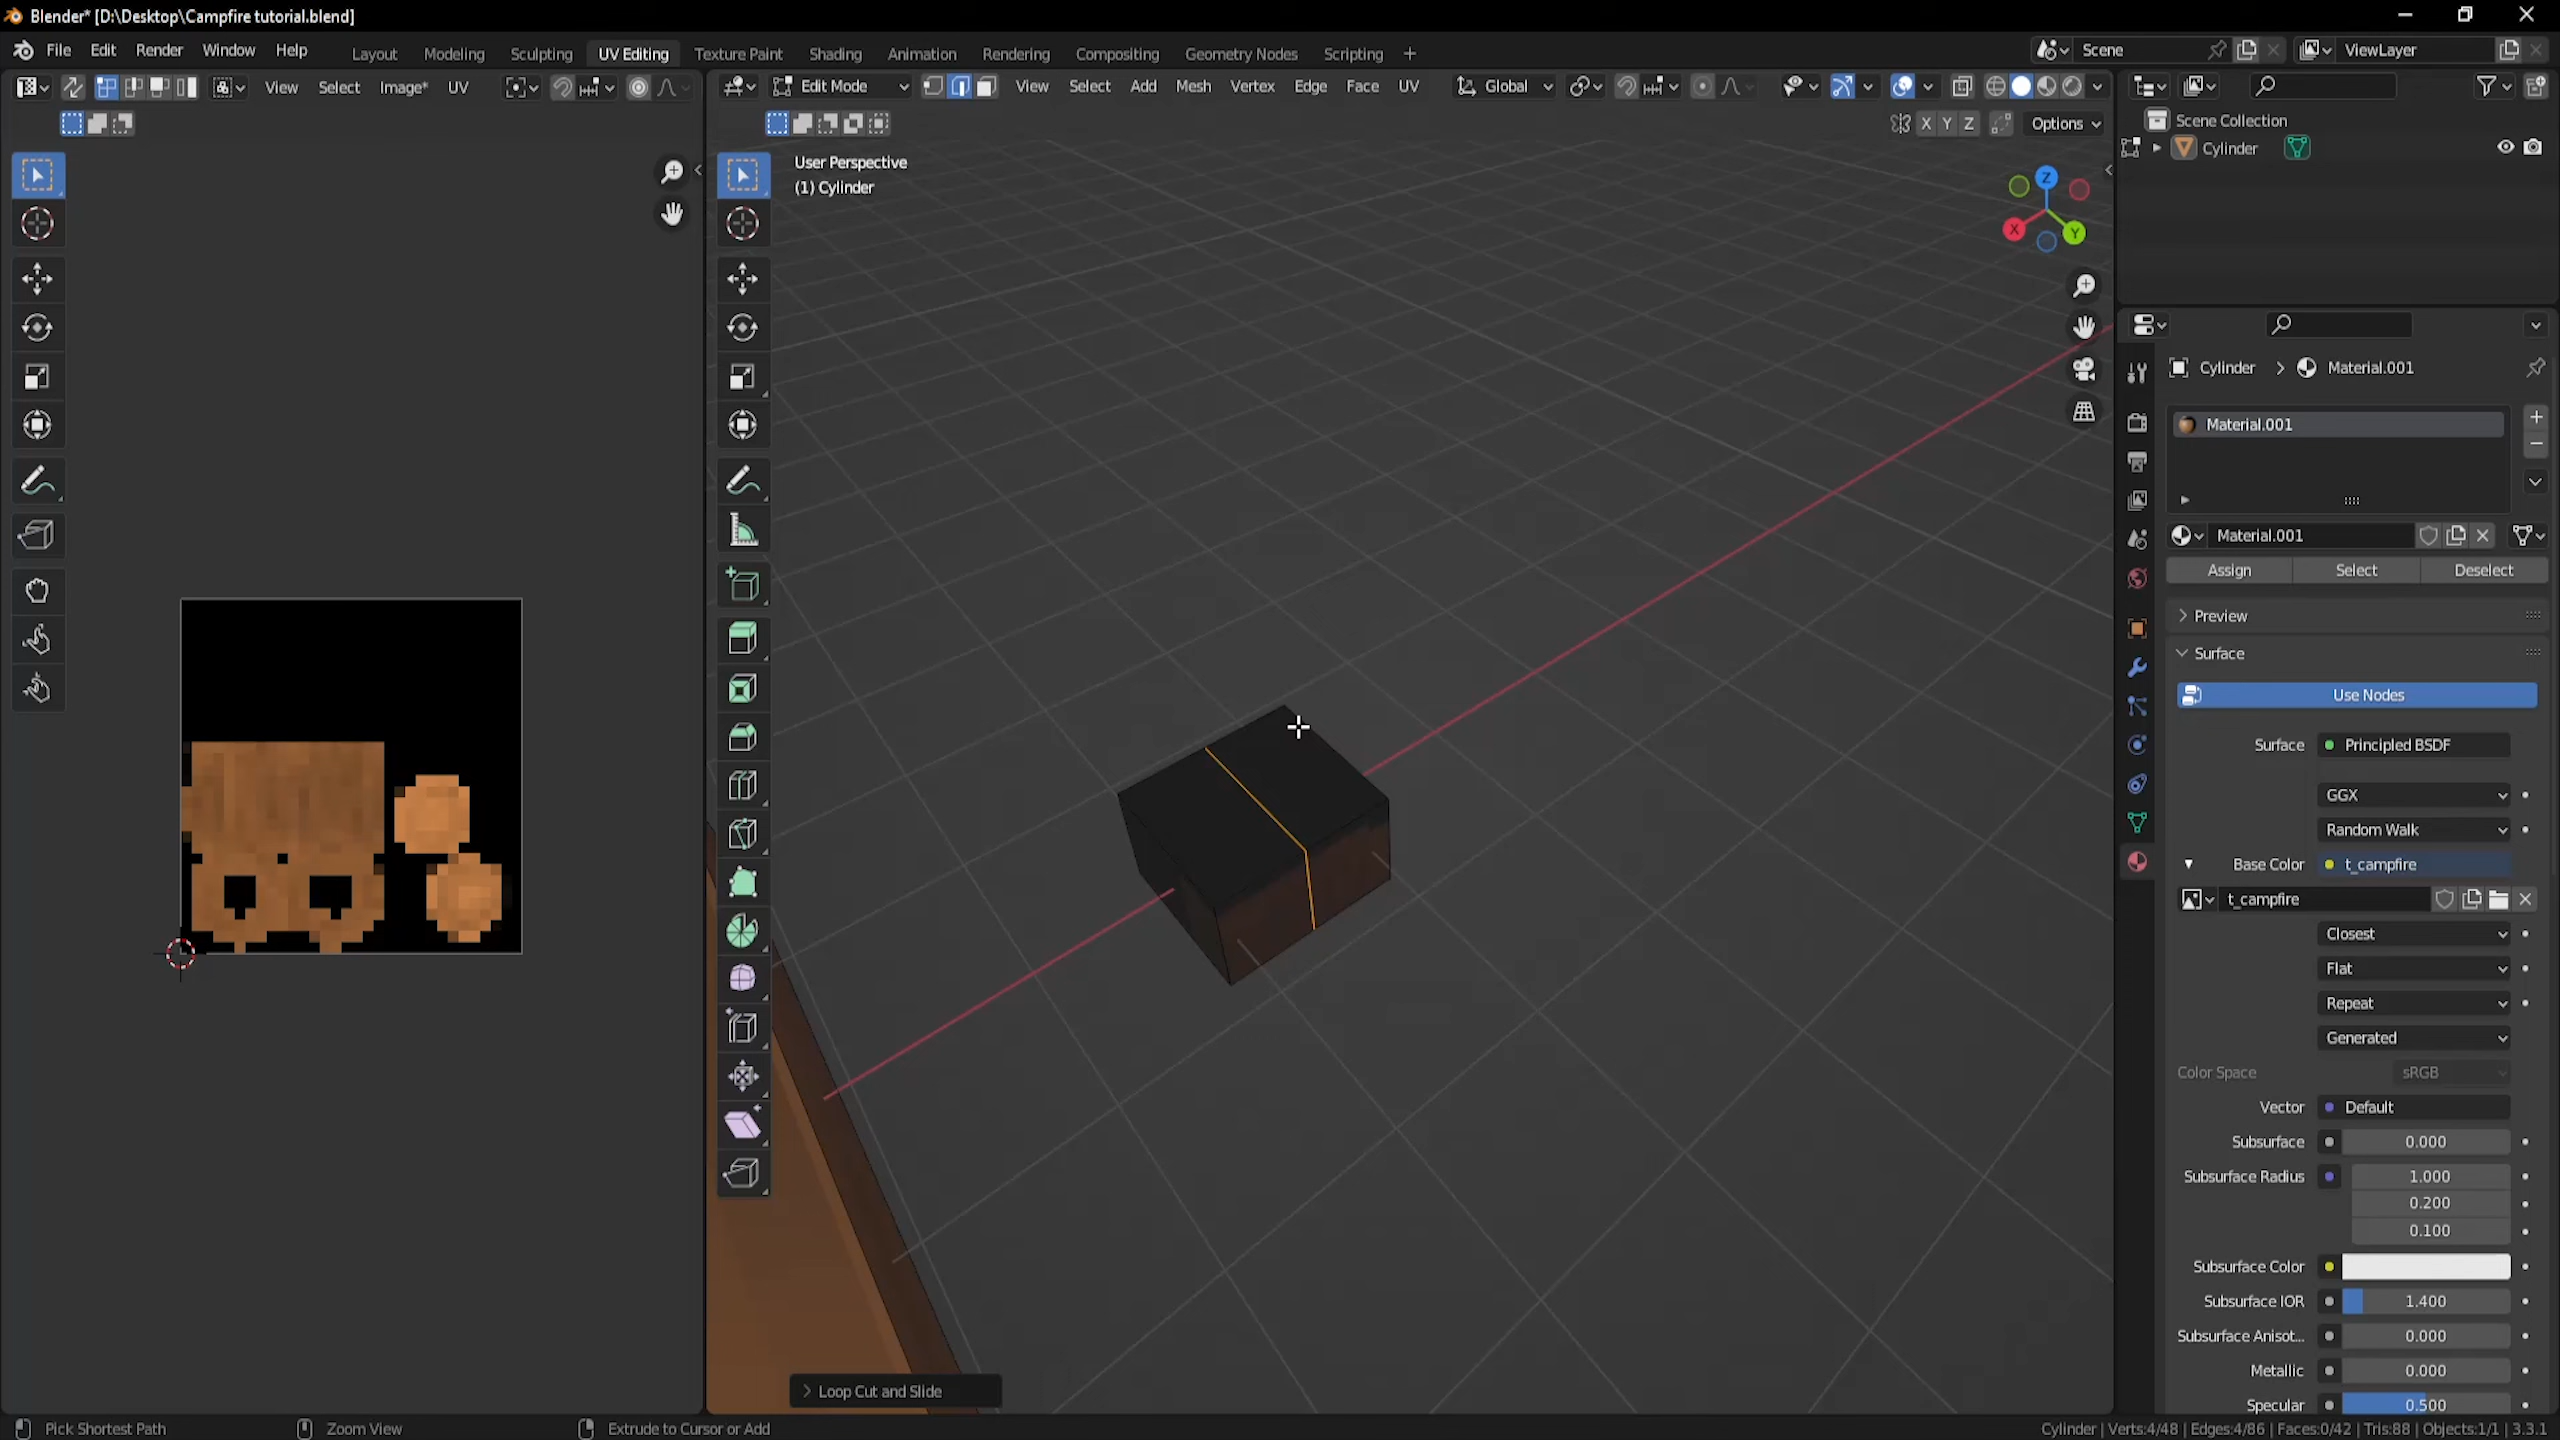 Blender* [D:\Desktop\Campfire tutorial.blend]
File Edit Render Window Help Layout Modeling Sculpting UV Editing Texture Paint Shading Animation Rendering Compositing Geometry Nodes Scripting + Scene ViewLayer
View Select Image* UV Edit Mode View Select Add Mesh Vertex Edge Face UV Global
X Y Z Options
Scene Collection
Cylinder
User Perspective
(1) Cylinder
Z
X
Y
Cylinder > Material.001
Material.001
Material.001
Assign Select Deselect
Preview
Surface
Use Nodes
Surface Principled BSDF
GGX
Random Walk
Base Color t_campfire
t_campfire
Closest
Flat
Repeat
Generated
Color Space sRGB
Vector Default
Subsurface 0.000
Subsurface Radius 1.000
0.200
0.100
Subsurface Color
Subsurface IOR 1.400
Subsurface Anisot... 0.000
Metallic 0.000
Specular 0.500
Loop Cut and Slide
Pick Shortest Path Zoom View Extrude to Cursor or Add Cylinder | Verts:4/48 | Edges:4/86 | Faces:0/42 | Tris:88 | Objects:1/1 | 3.3.1